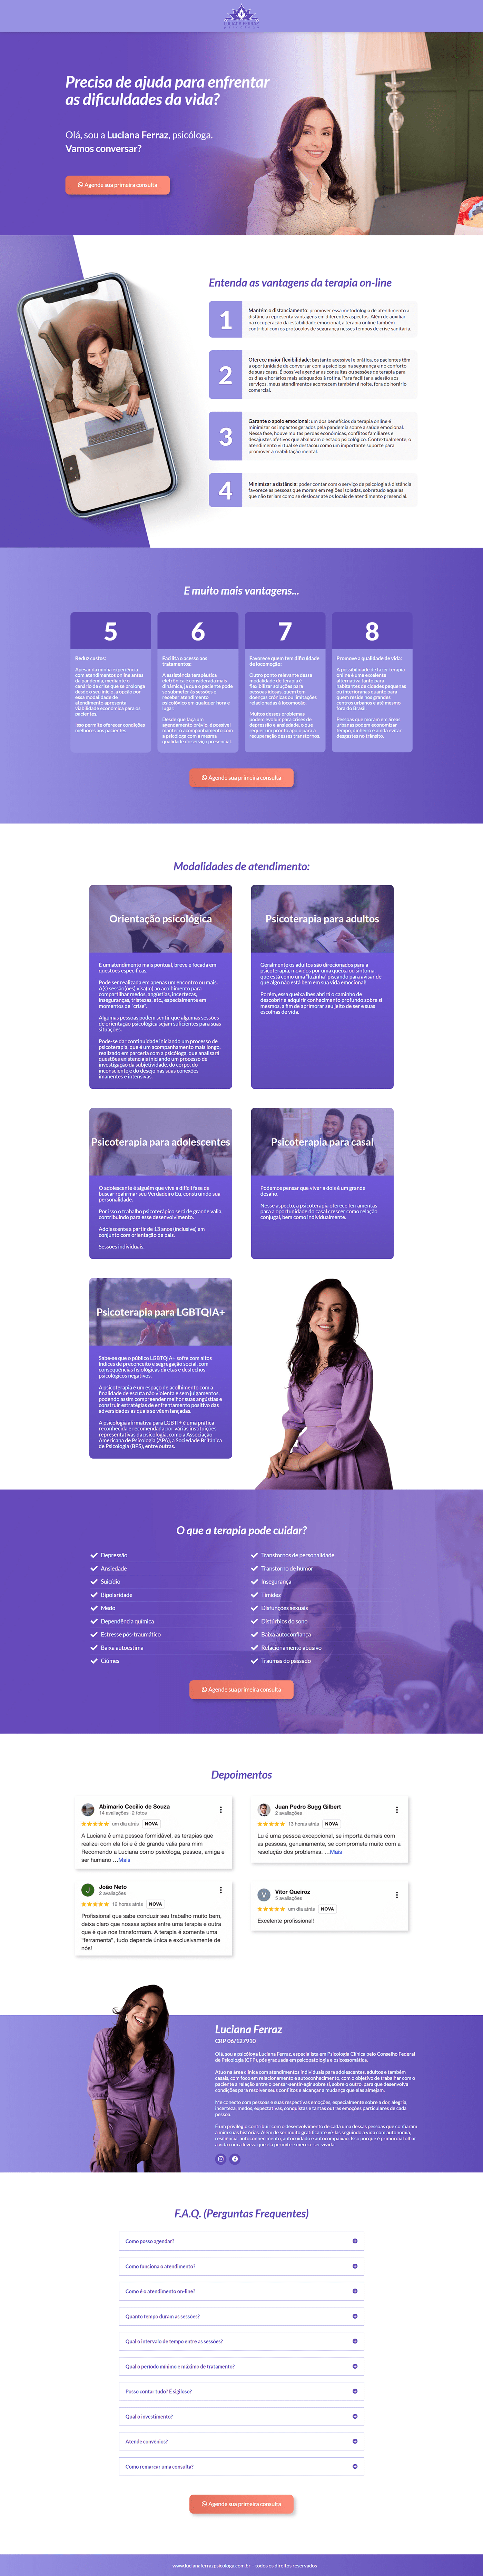 LUCIANA FERRAZ
Precisa de ajuda para enfrentar
as dificuldades da vida?
Olá, sou a Luciana Ferraz, psicóloga.
Vamos conversar?
Agende sua primeira consulta
Entenda as vantagens da terapia on-line
1
Mantém o distanciamento: promover essa metodologia de atendimento a
distância representa vantagens em diferentes aspectos. Além de auxiliar
na recuperação da estabilidade emocional, a terapia online também
contribui com os protocolos de segurança nesses tempos de crise sanitária.
2
Oferece maior flexibilidade: bastante acessível e prática, os pacientes têm
a oportunidade de conversar com a psicóloga na segurança e no conforto
de suas casas. É possível agendar as consultas de terapia para
os dias e horários mais adequados à rotina. Para facilitar a adesão aos
serviços, meus atendimentos acontecem também à noite, fora do horário
comercial.
3
Garante o apoio emocional: um dos benefícios da terapia online é
minimizar os impactos gerados pela pandemia sobre a saúde emocional.
Nessa fase, houve muitas perdas econômicas, conflitos familiares e
desajustes afetivos que abalaram o estado psicológico. Contextualmente, o
atendimento virtual se destacou como um importante suporte para
promover a reabilitação mental.
4
Minimizar a distância: poder contar com o serviço de psicologia à distância
favorece as pessoas que moram em regiões isoladas, sobretudo aquelas
que não teriam como se deslocar até os locais de atendimento presencial.
E muito mais vantagens...
5
Reduz custos:
Apesar da minha experiência
com atendimentos online antes
da pandemia, mediante o
cenário de crise que se prolonga
desde o seu início, a opção por
esse modelo de
atendimento apresenta
viabilidade econômica para os
pacientes.
Isso permite oferecer condições
melhores aos pacientes.
6
Facilita o acesso aos
tratamentos:
A assistência terapêutica
eletrônica é considerada mais
dinâmica, já que o paciente pode
se submeter às sessões e
receber atendimento
psicológico em qualquer hora e
lugar.
Desde que faça um
agendamento prévio, é possível
manter o acompanhamento com
a psicóloga com a mesma
qualidade do serviço presencial.
7
Favorece quem tem dificuldade
de locomoção:
Outro ponto relevante dessa
modalidade de terapia é
flexibilizar soluções para
pessoas idosas, quem tem
doenças crônicas ou limitações
relacionadas à locomoção.
Muitos desses problemas
podem evoluir para crises de
depressão e ansiedade, o que
requer um pronto apoio para a
recuperação desses transtornos.
8
Promove a qualidade de vida:
A possibilidade de fazer terapia
online é uma excelente
alternativa tanto para
habitantes de cidades pequenas
ou interioranas quanto para
quem reside nos grandes
centros urbanos e até mesmo
fora do Brasil.
Pessoas que moram em áreas
urbanas podem economizar
tempo, dinheiro e ainda evitar
desgastes no trânsito.
Agende sua primeira consulta
Modalidades de atendimento:
Orientação psicológica
É um atendimento mais pontual, breve e focada em
questões específicas.
Pode ser realizada em apenas um encontro ou mais.
A(s) sessão(ões) visa(m) ao acolhimento para
compartilhar medos, angústias, incertezas,
inseguranças, tristezas, etc., especialmente em
momentos de "crise".
Algumas pessoas podem sentir que algumas sessões
de orientação psicológica sejam suficientes para suas
situações.
Pode-se dar continuidade iniciando um processo de
psicoterapia, que é um acompanhamento mais longo,
realizado em parceria com a psicóloga, que analisará
questões existenciais iniciando um processo de
investigação da subjetividade, do corpo, do
inconsciente e do desejo nas suas conexões
imanentes e intensivas.
Psicoterapia para adultos
Geralmente os adultos são direcionados para a
psicoterapia, movidos por uma queixa ou sintoma,
que está como uma "luzinha" piscando para avisar de
que algo não está bem em sua vida emocional!
Porém, essa queixa lhes abrirá o caminho de
descobrir e adquirir conhecimento profundo sobre si
mesmos, a fim de aprimorar seu jeito de ser e suas
escolhas de vida.
Psicoterapia para adolescentes
O adolescente é alguém que vive a difícil fase de
buscar reafirmar seu Verdadeiro Eu, construindo sua
personalidade.
Por isso o trabalho psicoterápico será de grande valia,
contribuindo para esse desenvolvimento.
Adolescente a partir de 13 anos (inclusive) em
conjunto com orientação de pais.
Sessões individuais.
Psicoterapia para casal
Podemos pensar que viver a dois é um grande
desafio.
Nesse aspecto, a psicoterapia oferece ferramentas
para a oportunidade do casal crescer como relação
conjugal, bem como individualmente.
Psicoterapia para LGBTQIA+
Sabe-se que o público LGBTQIA+ sofre com altos
índices de preconceito e segregação social, com
consequências fisiológicas diretas e desfechos
psicológicos negativos.
A psicoterapia é um espaço de acolhimento com a
finalidade de escuta não violenta e sem julgamentos,
podendo assim compreender melhor suas angústias e
construir estratégias de enfrentamento positivo das
adversidades as quais se vêem lançadas.
A psicologia afirmativa para LGBTI+ é uma prática
reconhecida e recomendada por várias instituições
representativas da psicologia, como a Associação
Americana de Psicologia (APA), a Sociedade Britânica
de Psicologia (BPS), entre outras.
O que a terapia pode cuidar?
Depressão
Ansiedade
Suicídio
Bipolaridade
Medo
Dependência química
Estresse pós-traumático
Baixa autoestima
Ciúmes
Transtornos de personalidade
Transtorno de humor
Insegurança
Timidez
Disfunções sexuais
Distúrbios do sono
Baixa autoconfiança
Relacionamento abusivo
Traumas do passado
Agende sua primeira consulta
Depoimentos
Abimario Cecilio de Souza
14 avaliações · 2 fotos
um dia atrás NOVA
A Luciana é uma pessoa formidável, as terapias que
realizei com ela foi e é de grande valia para mim
Recomendo a Luciana como psicóloga, pessoa, amiga e
ser humano …Mais
Juan Pedro Sugg Gilbert
2 avaliações
13 horas atrás NOVA
Lu é uma pessoa excepcional, se importa demais com
as pessoas, genuinamente, se compromete muito com a
resolução dos problemas. …Mais
J
João Neto
2 avaliações
12 horas atrás NOVA
Profissional que sabe conduzir seu trabalho muito bem,
deixa claro que nossas ações entre uma terapia e outra
que é que nos transformam. A terapia é somente uma
"ferramenta", tudo depende única e exclusivamente de
nós!
V
Vitor Queiroz
5 avaliações
um dia atrás NOVA
Excelente profissional!
Luciana Ferraz
CRP 06/127910
Olá, sou a psicóloga Luciana Ferraz, especialista em Psicologia Clínica pelo Conselho Federal
de Psicologia (CFP), pós graduada em psicopatologia e psicossomática.
Atuo na área clínica com atendimentos individuais para adolescentes, adultos e também
casais, com foco em relacionamento e autoconhecimento, com o objetivo de trabalhar com o
paciente a relação entre o pensar-sentir-agir sobre si, sobre o outro, para que desenvolva
condições para resolver seus conflitos e alcançar a mudança que elas almejam.
Me conecto com pessoas e suas respectivas emoções, especialmente sobre a dor, alegria,
incerteza, medos, expectativas, conquistas e tantas outras emoções particulares de cada
pessoa.
É um privilégio contribuir com o desenvolvimento de cada uma dessas pessoas que confiaram
a mim suas histórias. Além de ser muito gratificante vê-las seguindo a vida com autonomia,
resiliência, autoconhecimento, autocuidado e autocompaixão. Isso porque é primordial olhar
a vida com a leveza que ela permite e merece ser vivida.
F.A.Q. (Perguntas Frequentes)
Como posso agendar?
Como funciona o atendimento?
Como é o atendimento on-line?
Quanto tempo duram as sessões?
Qual o intervalo de tempo entre as sessões?
Qual o período mínimo e máximo de tratamento?
Posso contar tudo? É sigiloso?
Qual o investimento?
Atende convênios?
Como remarcar uma consulta?
Agende sua primeira consulta
www.lucianaferrazpsicologa.com.br – todos os direitos reservados